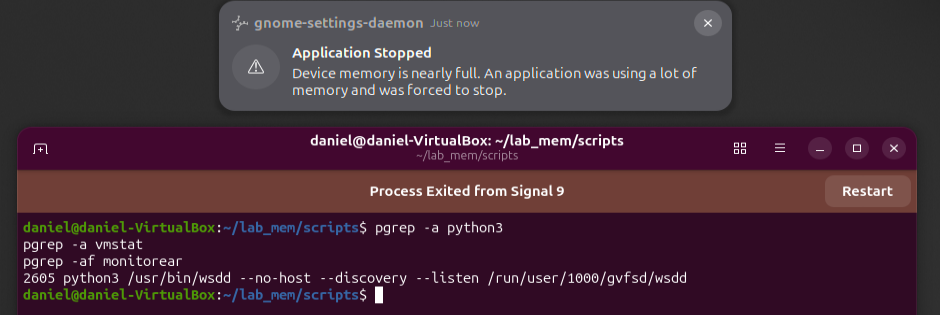 gnome-settings-daemon Just now
Application Stopped
Device memory is nearly full. An application was using a lot of
memory and was forced to stop.
daniel@daniel-VirtualBox: ~/lab_mem/scripts
~/lab_mem/scripts
Process Exited from Signal 9
Restart
daniel@daniel-VirtualBox:~/lab_mem/scripts$ pgrep -a python3
pgrep -a vmstat
pgrep -af monitorear
2605 python3 /usr/bin/wsdd --no-host --discovery --listen /run/user/1000/gvfsd/wsdd
daniel@daniel-VirtualBox:~/lab_mem/scripts$